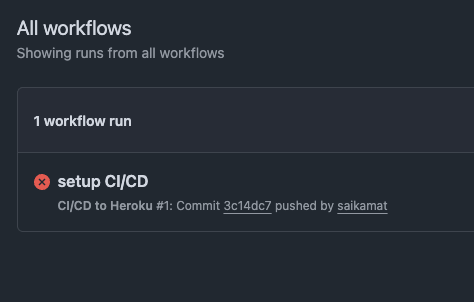 All workflows
Showing runs from all workflows
1 workflow run
setup CI/CD
CI/CD to Heroku #1: Commit 3c14dc7 pushed by saikamat